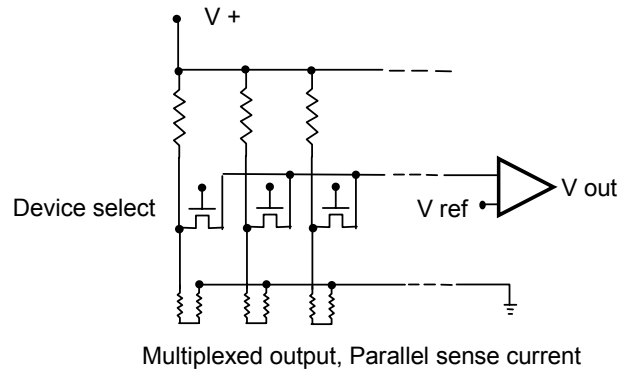 V +
Device select
V ref
V out
Multiplexed output, Parallel sense current